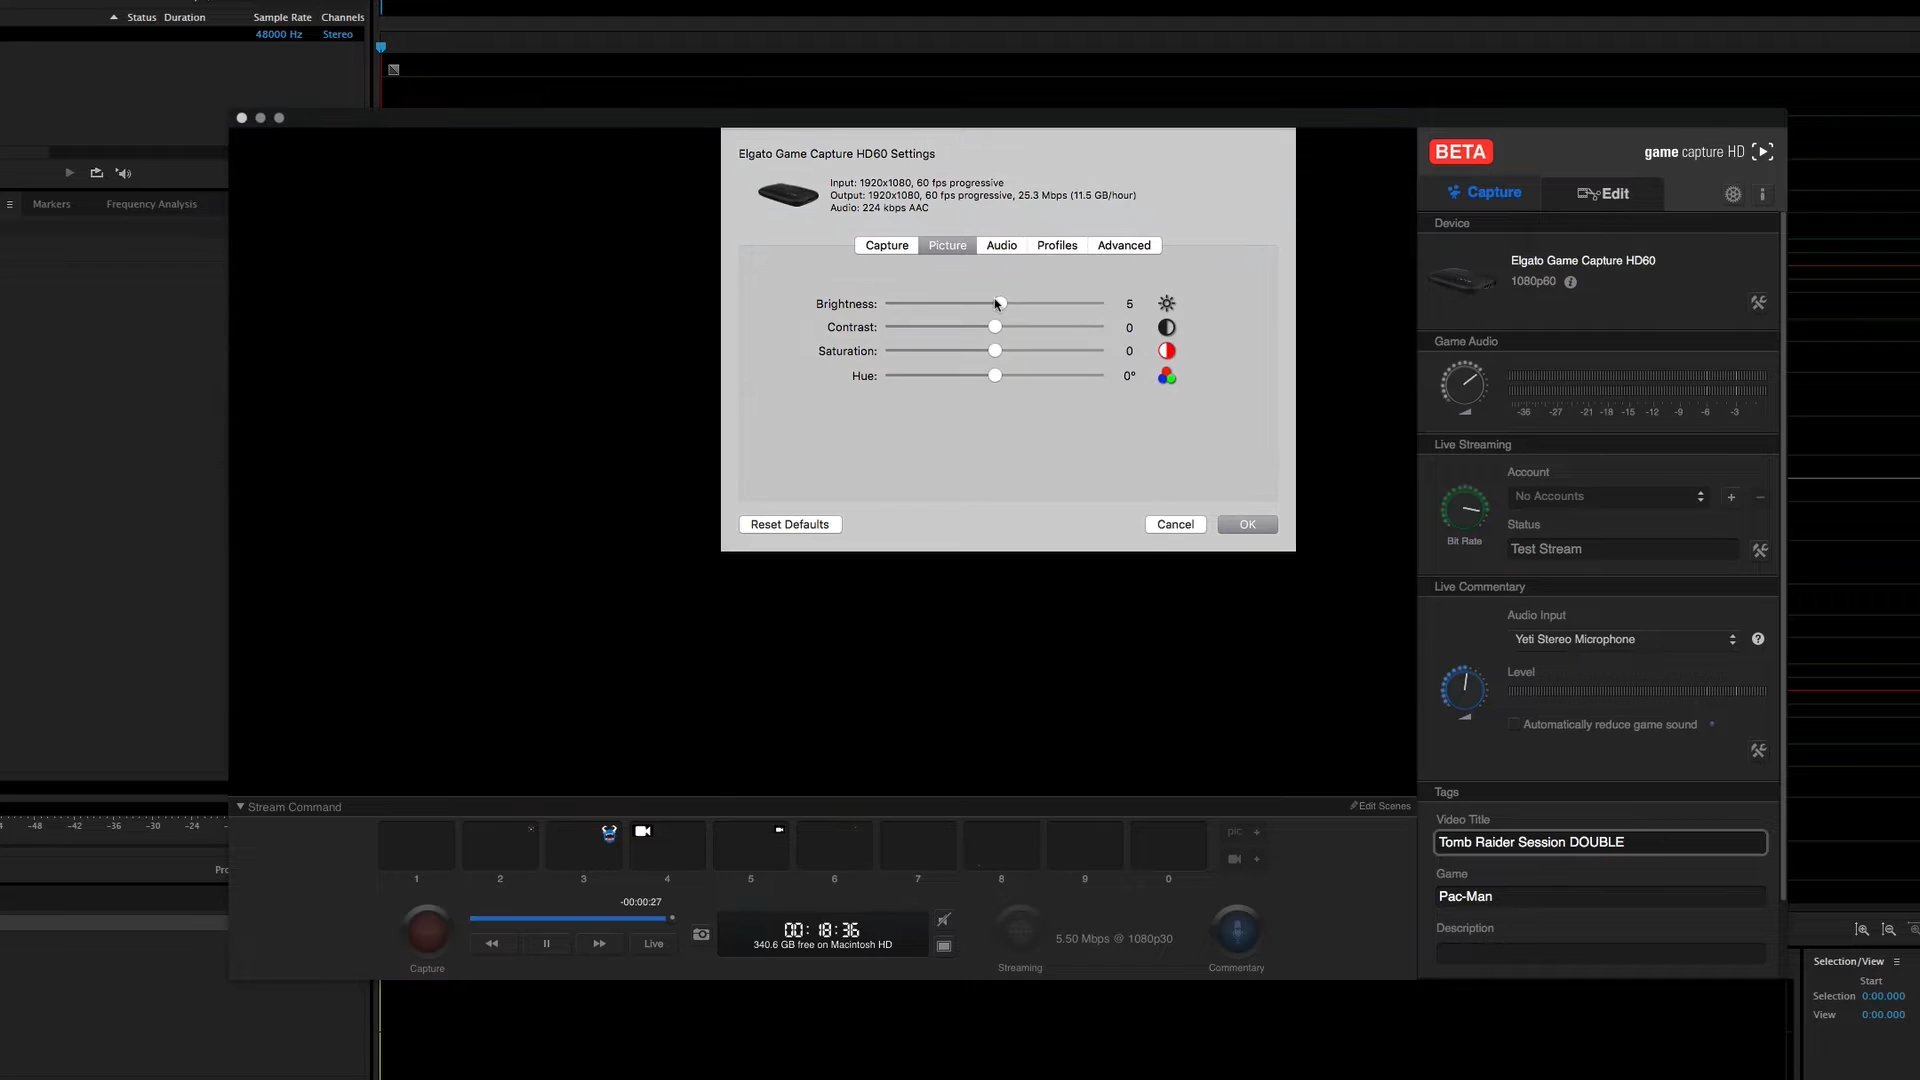 Status Duration Sample Rate Channels
48000 Hz Stereo
Markers Frequency Analysis
Elgato Game Capture HD60 Settings
Input: 1920x1080, 60 fps progressive
Output: 1920x1080, 60 fps progressive, 25.3 Mbps (11.5 GB/hour)
Audio: 224 kbps AAC
Capture Picture Audio Profiles Advanced
Brightness: 5
Contrast: 0
Saturation: 0
Hue: 0°
Reset Defaults Cancel OK
BETA game capture HD
Capture Edit
Device
Elgato Game Capture HD60
1080p60
Game Audio
-36 -27 -21 -18 -15 -12 -9 -6 -3
Live Streaming
Account
No Accounts
Status
Bit Rate
Test Stream
Live Commentary
Audio Input
Yeti Stereo Microphone
Level
Automatically reduce game sound
Tags
Video Title
Tomb Raider Session DOUBLE
Game
Pac-Man
Description
Stream Command Edit Scenes
pic +
1 2 3 4 5 6 7 8 9 0
-00:00:27
Live
00:18:36
340.6 GB free on Macintosh HD
5.50 Mbps @ 1080p30
Capture Streaming Commentary
-48 -42 -36 -30 -24
Selection/View
Start
Selection 0:00.000
View 0:00.000